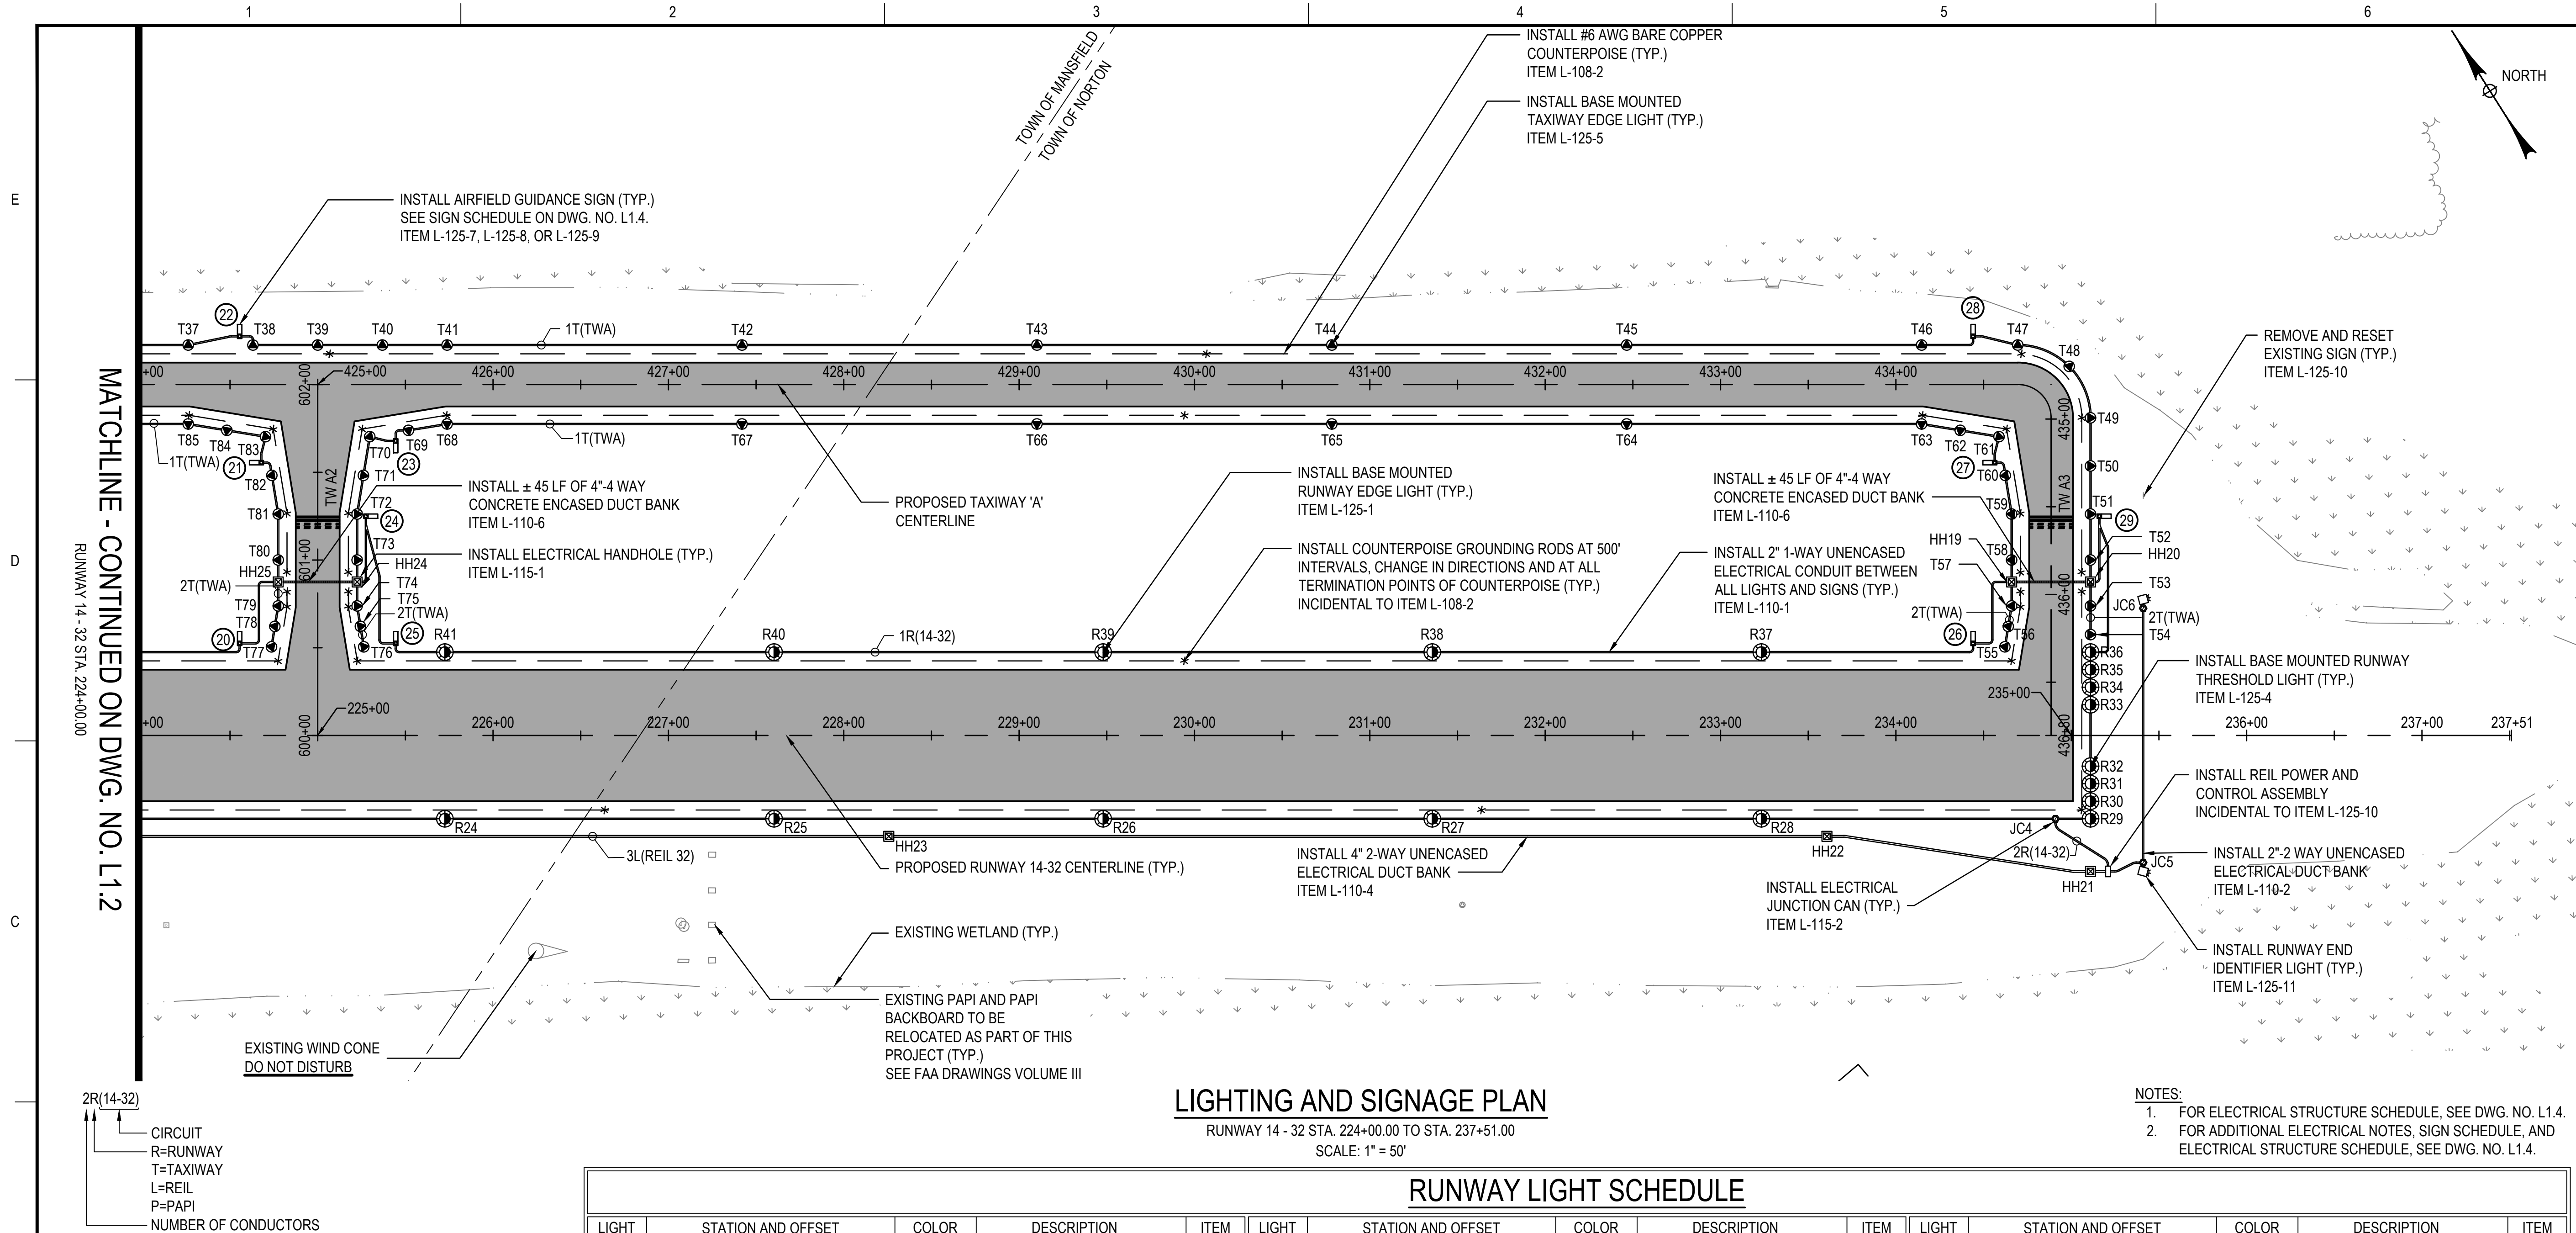 1
2
3
4
5
6
E
D
C
INSTALL #6 AWG BARE COPPER
COUNTERPOISE (TYP.)
ITEM L-108-2
INSTALL BASE MOUNTED
TAXIWAY EDGE LIGHT (TYP.)
ITEM L-125-5
NORTH
TOWN OF MANSFIELD
TOWN OF NORTON
INSTALL AIRFIELD GUIDANCE SIGN (TYP.)
SEE SIGN SCHEDULE ON DWG. NO. L1.4.
ITEM L-125-7, L-125-8, OR L-125-9
REMOVE AND RESET
EXISTING SIGN (TYP.)
ITEM L-125-10
22
28
T37
T38
T39
T40
T41
1T(TWA)
T42
T43
T44
T45
T46
T47
T48
+00
602+00
425+00
426+00
427+00
428+00
429+00
430+00
431+00
432+00
433+00
434+00
435+00
T49
T85
T84
T83
1T(TWA)
21
T82
T81
T80
HH25
2T(TWA)
T79
T78
20
T77
TW A2
601+00
T70
T69
T68
23
1T(TWA)
T67
T66
T65
T64
T63
T62
T61
27
T60
T59
T58
HH19
T57
2T(TWA)
26
T56
T55
T71
T72
24
T73
HH24
T74
T75
2T(TWA)
25
T76
TW A3
T50
T51
29
T52
HH20
T53
JC6
2T(TWA)
T54
436+00
INSTALL ± 45 LF OF 4"-4 WAY
CONCRETE ENCASED DUCT BANK
ITEM L-110-6
INSTALL ELECTRICAL HANDHOLE (TYP.)
ITEM L-115-1
PROPOSED TAXIWAY 'A'
CENTERLINE
INSTALL BASE MOUNTED
RUNWAY EDGE LIGHT (TYP.)
ITEM L-125-1
INSTALL COUNTERPOISE GROUNDING RODS AT 500'
INTERVALS, CHANGE IN DIRECTIONS AND AT ALL
TERMINATION POINTS OF COUNTERPOISE (TYP.)
INCIDENTAL TO ITEM L-108-2
INSTALL ± 45 LF OF 4"-4 WAY
CONCRETE ENCASED DUCT BANK
ITEM L-110-6
INSTALL 2" 1-WAY UNENCASED
ELECTRICAL CONDUIT BETWEEN
ALL LIGHTS AND SIGNS (TYP.)
ITEM L-110-1
MATCHLINE - CONTINUED ON DWG. NO. L1.2
RUNWAY 14 - 32 STA. 224+00.00
R41
R40
1R(14-32)
R39
R38
R37
R36
R35
R34
R33
INSTALL BASE MOUNTED RUNWAY
THRESHOLD LIGHT (TYP.)
ITEM L-125-4
+00
600+00
225+00
226+00
227+00
228+00
229+00
230+00
231+00
232+00
233+00
234+00
235+00
236+00
237+00
237+51
R32
R31
R30
R29
INSTALL REIL POWER AND
CONTROL ASSEMBLY
INCIDENTAL TO ITEM L-125-10
R24
R25
R26
R27
R28
3L(REIL 32)
HH23
HH22
HH21
JC4
2R(14-32)
JC5
PROPOSED RUNWAY 14-32 CENTERLINE (TYP.)
INSTALL 4" 2-WAY UNENCASED
ELECTRICAL DUCT BANK
ITEM L-110-4
INSTALL ELECTRICAL
JUNCTION CAN (TYP.)
ITEM L-115-2
INSTALL 2"-2 WAY UNENCASED
ELECTRICAL DUCT BANK
ITEM L-110-2
INSTALL RUNWAY END
IDENTIFIER LIGHT (TYP.)
ITEM L-125-11
EXISTING WETLAND (TYP.)
EXISTING PAPI AND PAPI
BACKBOARD TO BE
RELOCATED AS PART OF THIS
PROJECT (TYP.)
SEE FAA DRAWINGS VOLUME III
EXISTING WIND CONE
DO NOT DISTURB
2R(14-32)
CIRCUIT
R=RUNWAY
T=TAXIWAY
L=REIL
P=PAPI
NUMBER OF CONDUCTORS
LIGHTING AND SIGNAGE PLAN
RUNWAY 14 - 32 STA. 224+00.00 TO STA. 237+51.00
SCALE: 1" = 50'
NOTES:
1. FOR ELECTRICAL STRUCTURE SCHEDULE, SEE DWG. NO. L1.4.
2. FOR ADDITIONAL ELECTRICAL NOTES, SIGN SCHEDULE, AND
ELECTRICAL STRUCTURE SCHEDULE, SEE DWG. NO. L1.4.
RUNWAY LIGHT SCHEDULE
LIGHT STATION AND OFFSET COLOR DESCRIPTION ITEM LIGHT STATION AND OFFSET COLOR DESCRIPTION ITEM LIGHT STATION AND OFFSET COLOR DESCRIPTION ITEM